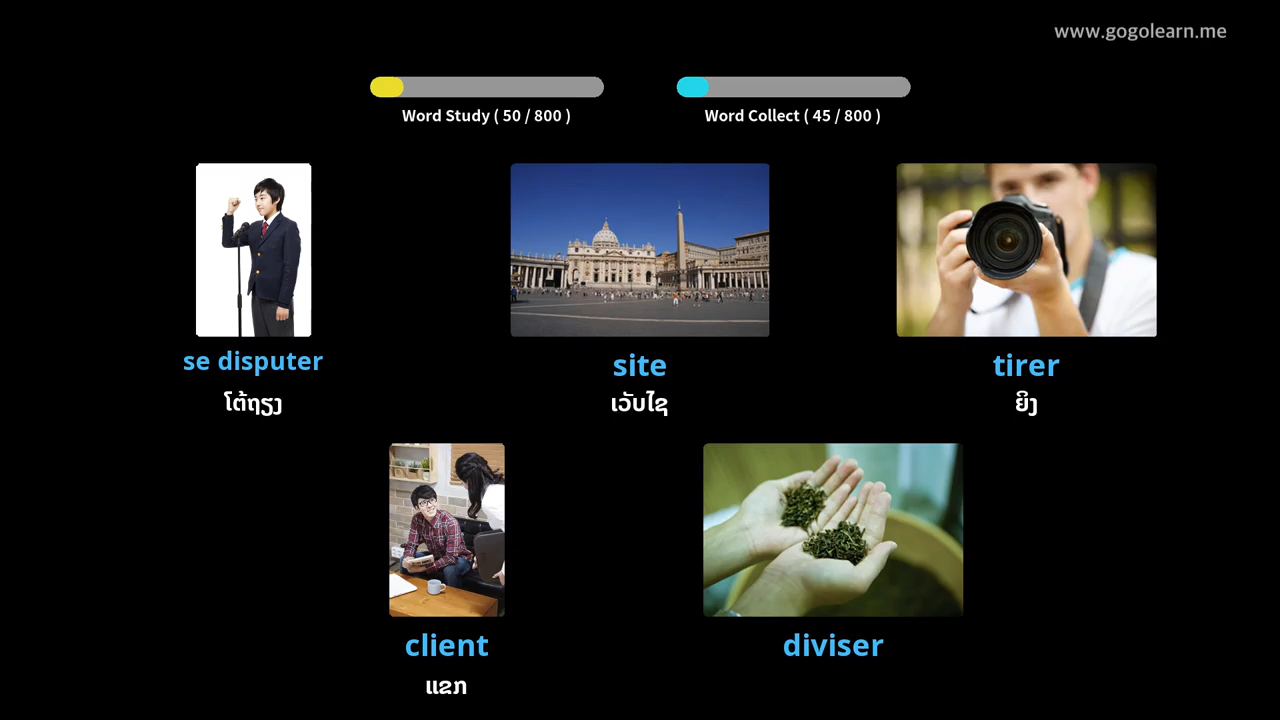 www.gogolearn.me
Word Study ( 50 / 800 )
Word Collect ( 45 / 800 )
se disputer
site
tirer
ໂຕ້ຖຽງ
ເວັບໄຊ
ຍິງ
client
diviser
ແຂກ